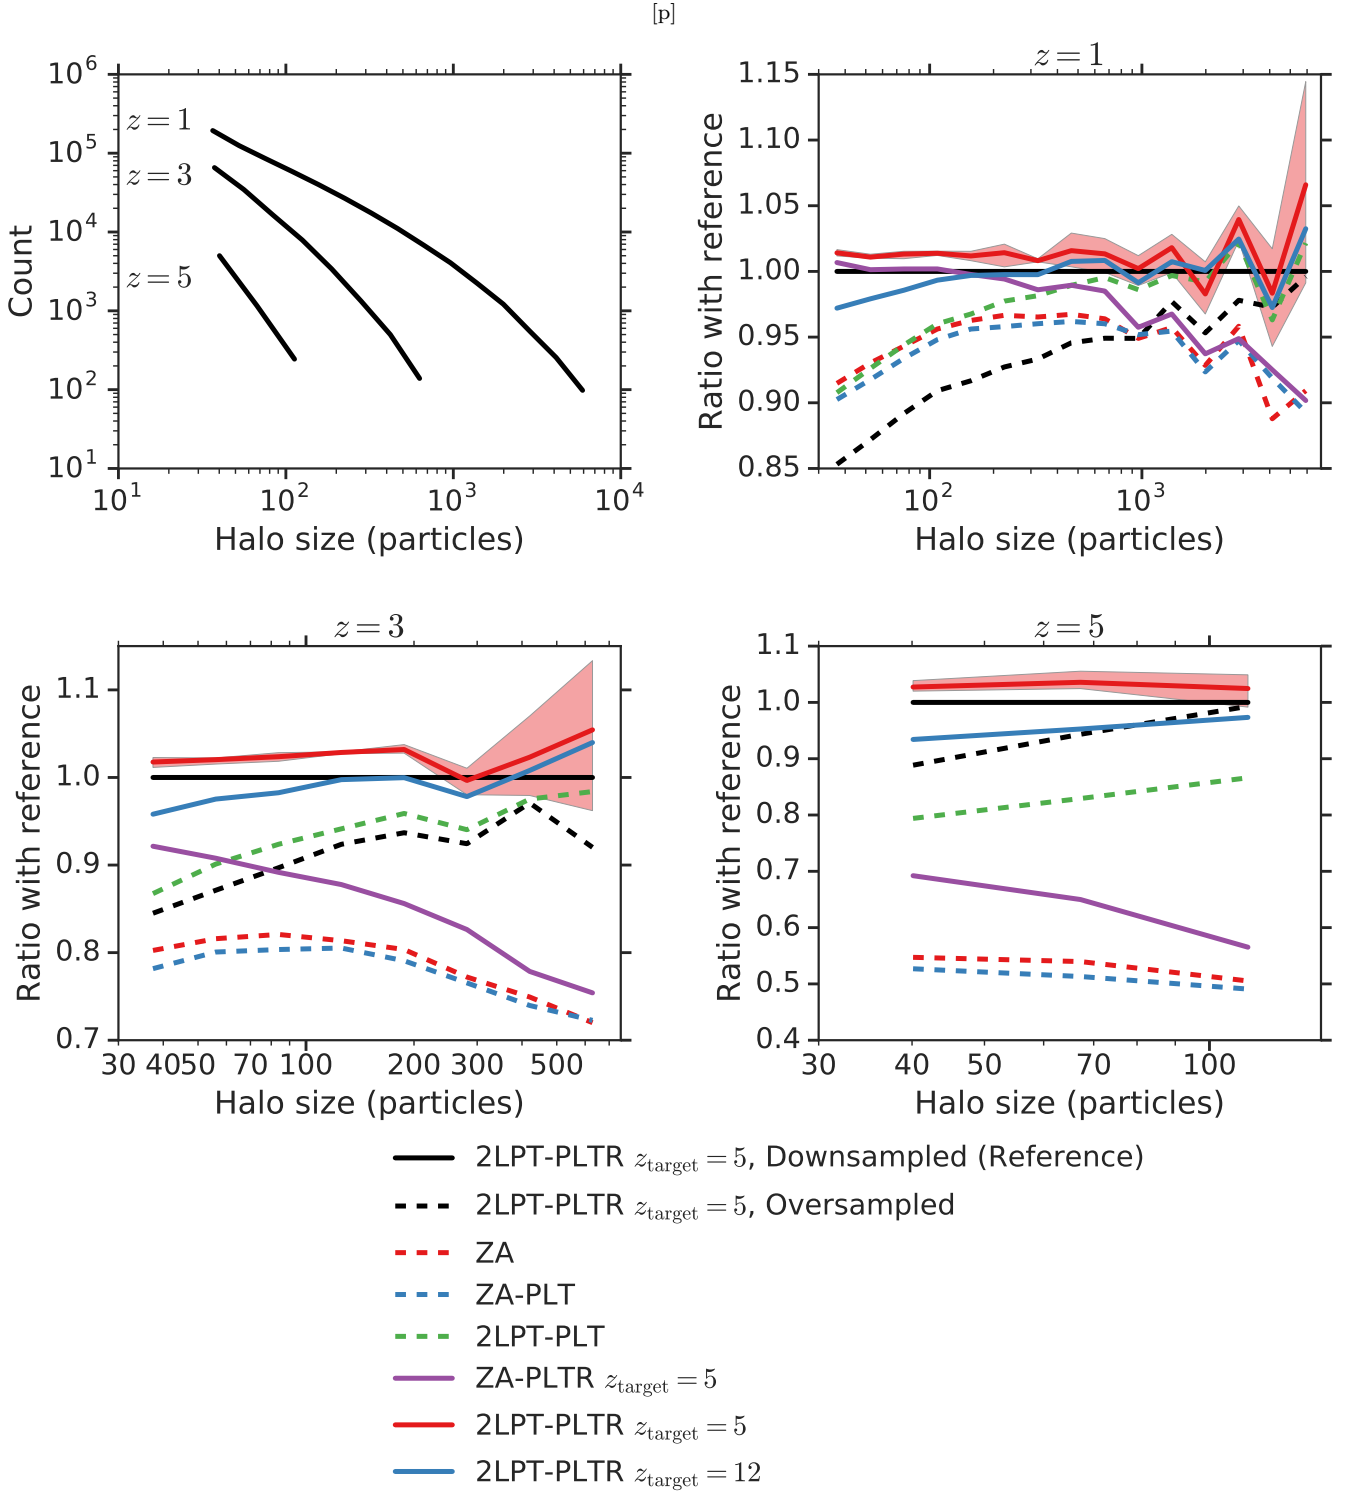 [p]
10^6
10^5
10^4
10^3
10^2
10^1
Count
z = 1
z = 3
z = 5
10^1 10^2 10^3 10^4
Halo size (particles)
z = 1
1.15
1.10
1.05
1.00
0.95
0.90
0.85
Ratio with reference
10^2 10^3
Halo size (particles)
z = 3
1.1
1.0
0.9
0.8
0.7
Ratio with reference
30 40 50 70 100 200 300 500
Halo size (particles)
z = 5
1.1
1.0
0.9
0.8
0.7
0.6
0.5
0.4
Ratio with reference
30 40 50 70 100
Halo size (particles)
2LPT-PLTR z_target = 5, Downsampled (Reference)
2LPT-PLTR z_target = 5, Oversampled
ZA
ZA-PLT
2LPT-PLT
ZA-PLTR z_target = 5
2LPT-PLTR z_target = 5
2LPT-PLTR z_target = 12